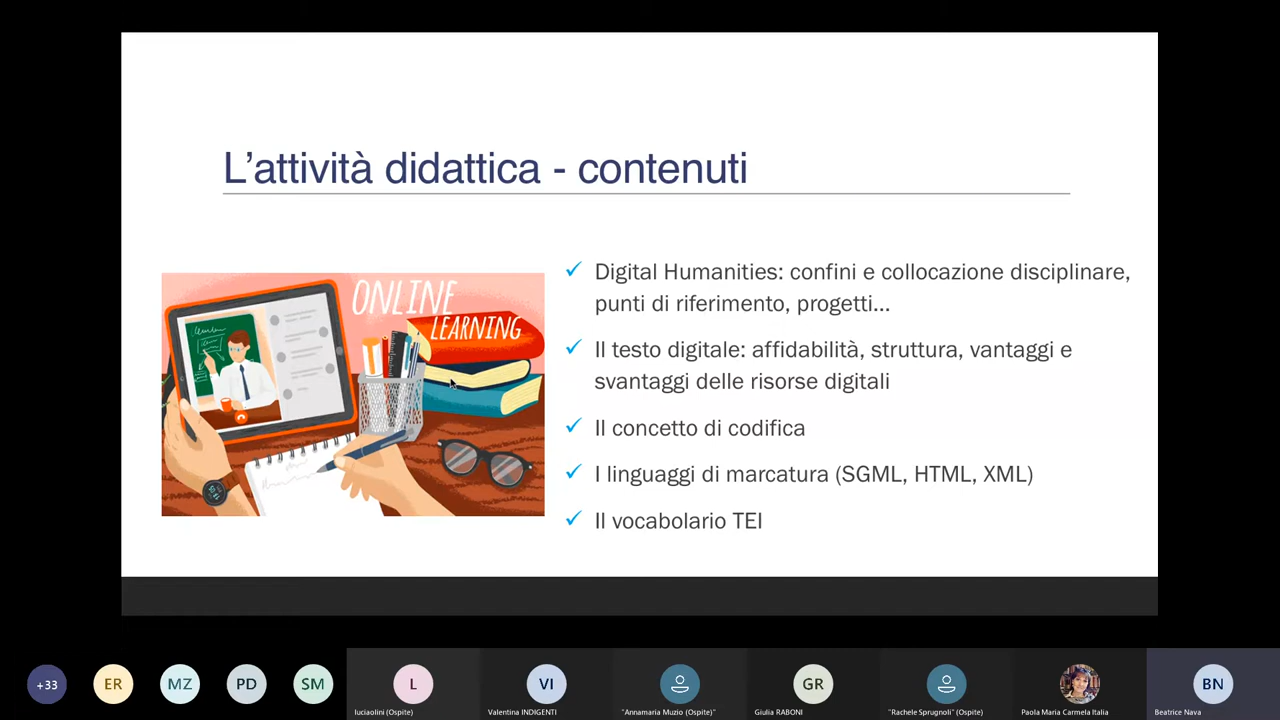 L'attività didattica - contenuti
ONLINE
LEARNING
Digital Humanities: confini e collocazione disciplinare,
punti di riferimento, progetti...
Il testo digitale: affidabilità, struttura, vantaggi e
svantaggi delle risorse digitali
Il concetto di codifica
I linguaggi di marcatura (SGML, HTML, XML)
Il vocabolario TEI
+33
ER
MZ
PD
SM
L
VI
GR
BN
luciaolini (Ospite)
Valentina INDIGENTI
"Annamaria Muzio (Ospite)"
Giulia RABONI
"Rachele Sprugnoli" (Ospite)
Paola Maria Carmela Italia
Beatrice Nava